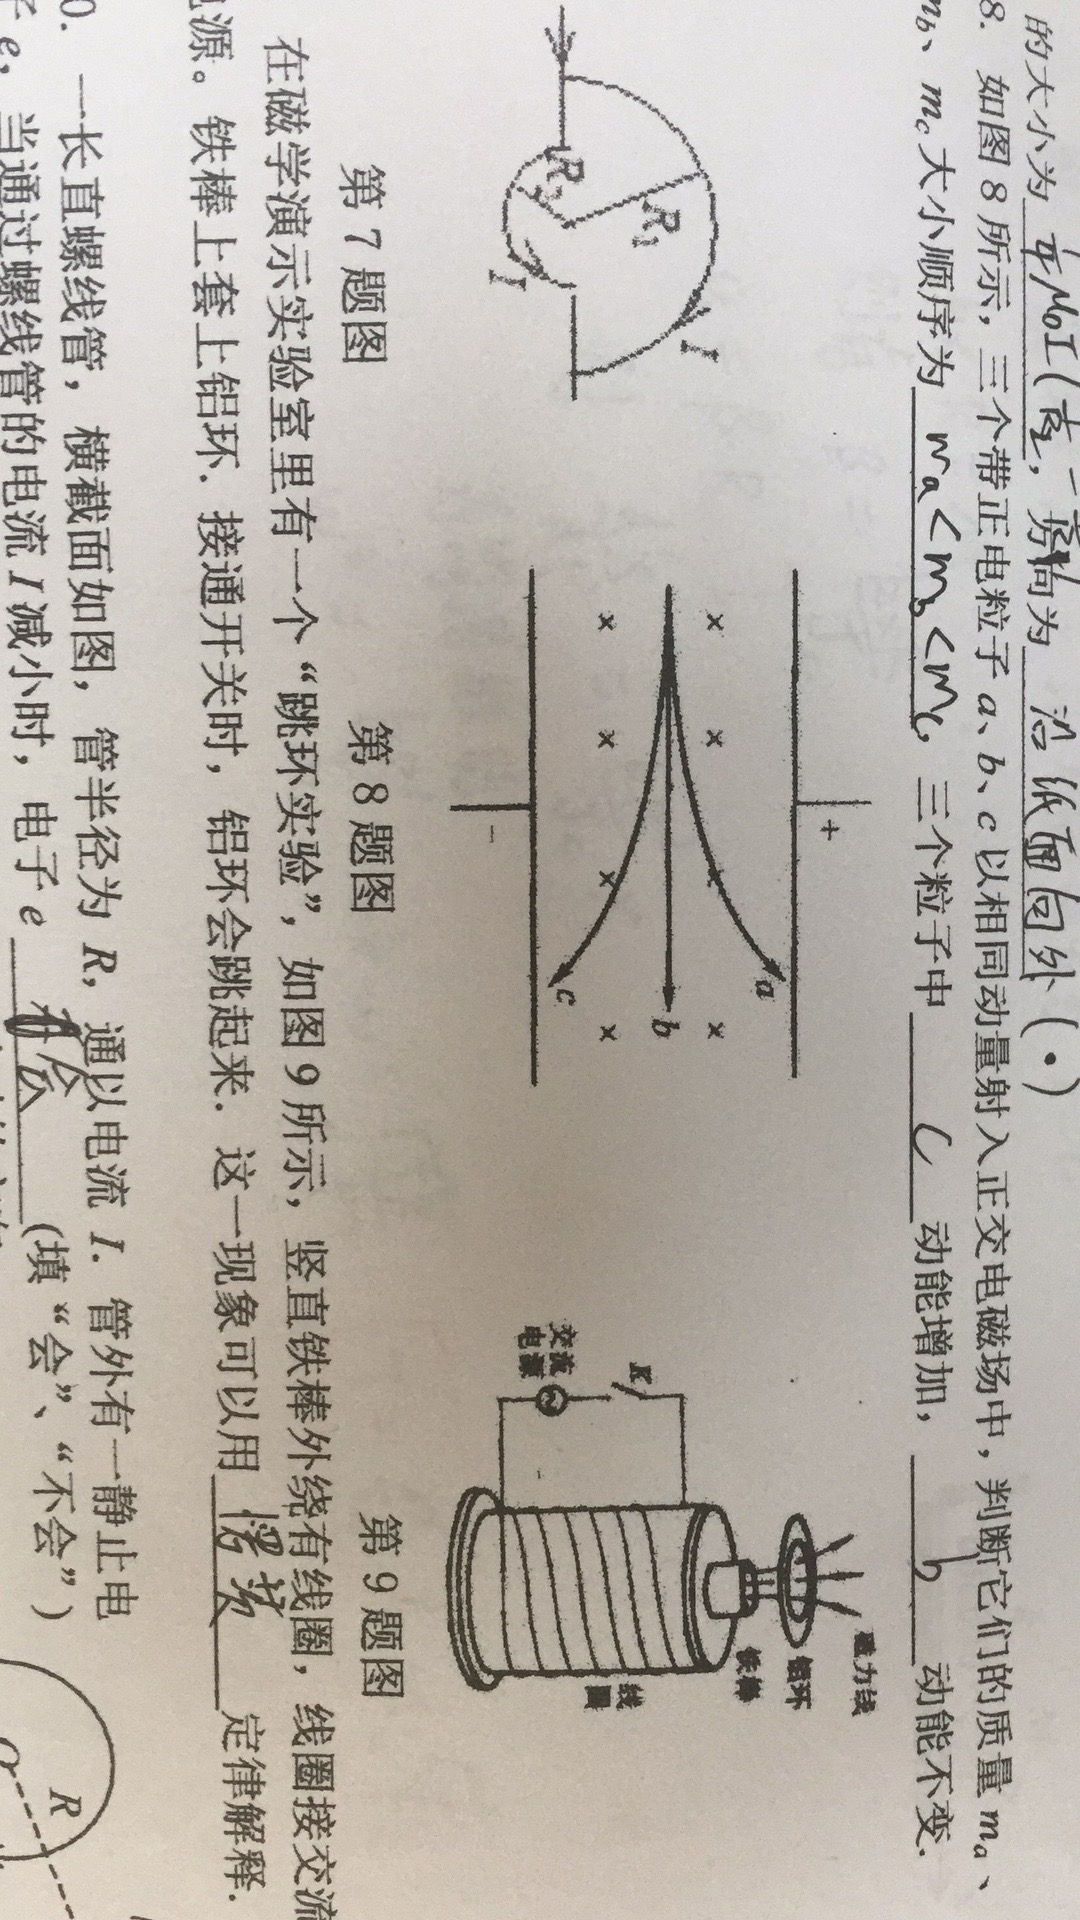 的大小为 方向为 沿纸面向外(·)
8. 如图8所示,三个带正电粒子a、b、c以相同动量射入正交电磁场中,判断它们的质量mₐ、
m_b、m_c大小顺序为 mₐ<m_b<m_c, 三个粒子中 C 动能增加, b 动能不变.
R₂
R₁
I
I
+
a
b
c
-
磁力线
铝环
铁棒
线圈
K
交流电源
第7题图
第8题图
第9题图
在磁学演示实验室里有一个“跳环实验”,如图9所示,竖直铁棒外绕有线圈,线圈接交流
电源。铁棒上套上铝环. 接通开关时,铝环会跳起来. 这一现象可以用 楞次 定律解释.
0. 一长直螺线管,横截面如图,管半径为R,通以电流I. 管外有一静止电
子e,当通过螺线管的电流I减小时,电子e 会 (填“会”、“不会”)
R
O